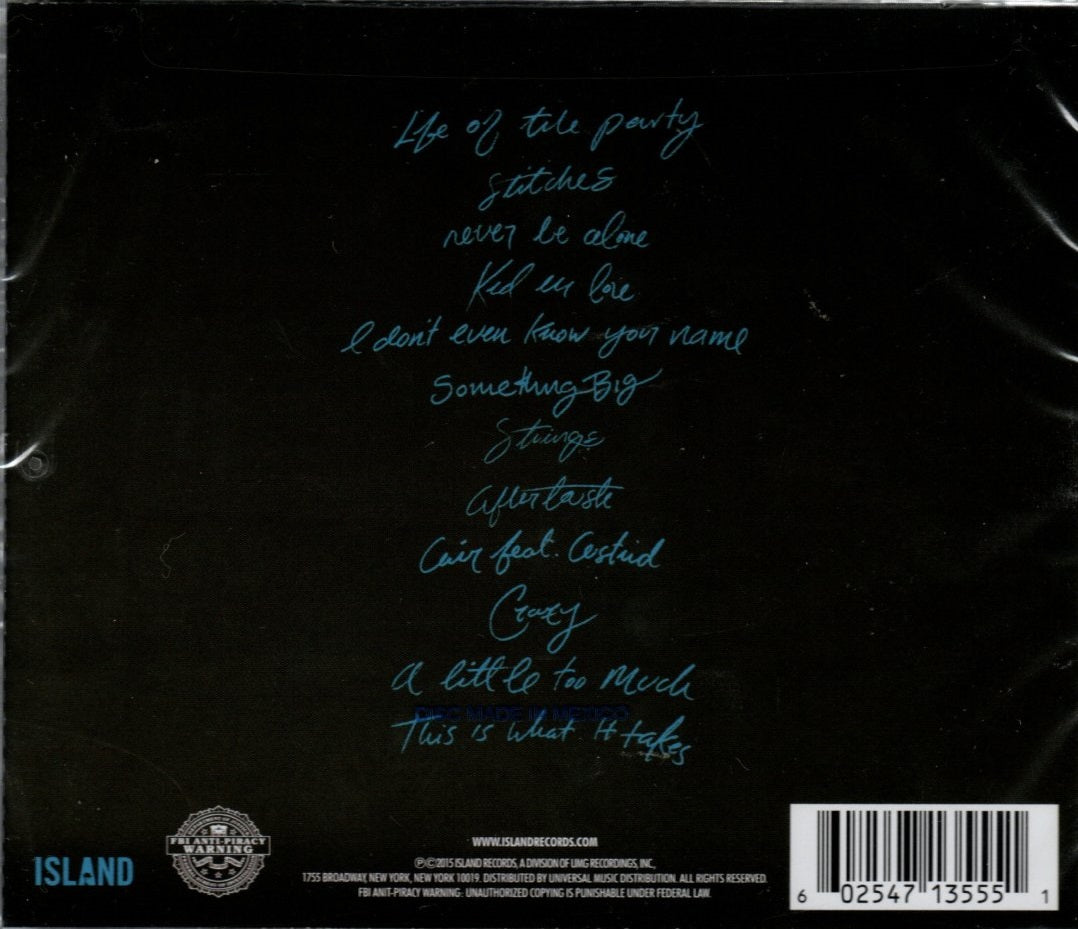 Life of the party
Stitches
never be alone
Kid in love
I don't even know your name
Something Big
Strings
Aftertaste
Air feat. Astrid
Crazy
A little too Much
DISC MADE IN MEXICO
This is what It takes
ISLAND
FBI ANTI-PIRACY
WARNING
WWW.ISLANDRECORDS.COM
℗©2015 ISLAND RECORDS, A DIVISION OF UMG RECORDINGS, INC.,
1755 BROADWAY, NEW YORK, NEW YORK 10019. DISTRIBUTED BY UNIVERSAL MUSIC DISTRIBUTION. ALL RIGHTS RESERVED.
FBI ANTI-PIRACY WARNING: UNAUTHORIZED COPYING IS PUNISHABLE UNDER FEDERAL LAW.
6 02547 13555 1